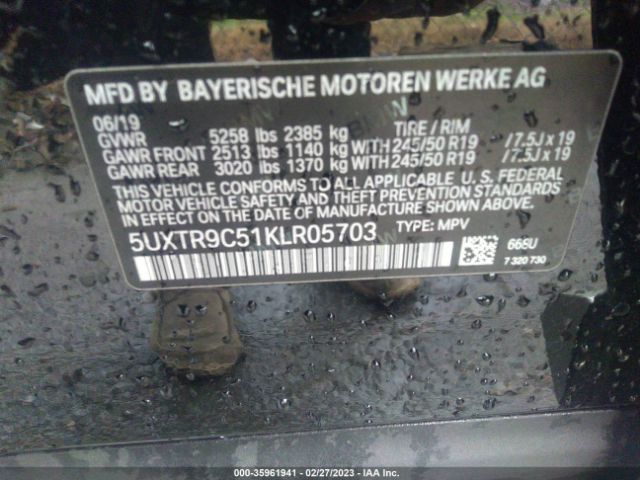 MFD BY BAYERISCHE MOTOREN WERKE AG
06/19 TIRE / RIM
GVWR 5258 lbs 2385 kg
GAWR FRONT 2513 lbs 1140 kg WITH 245/50 R19 / 7.5J x 19
GAWR REAR 3020 lbs 1370 kg WITH 245/50 R19 / 7.5J x 19
THIS VEHICLE CONFORMS TO ALL APPLICABLE U. S. FEDERAL
MOTOR VEHICLE SAFETY AND THEFT PREVENTION STANDARDS
IN EFFECT ON THE DATE OF MANUFACTURE SHOWN ABOVE.
5UXTR9C51KLR05703 TYPE: MPV
668U
7 320 730
000-35961941 - 02/27/2023 - IAA Inc.